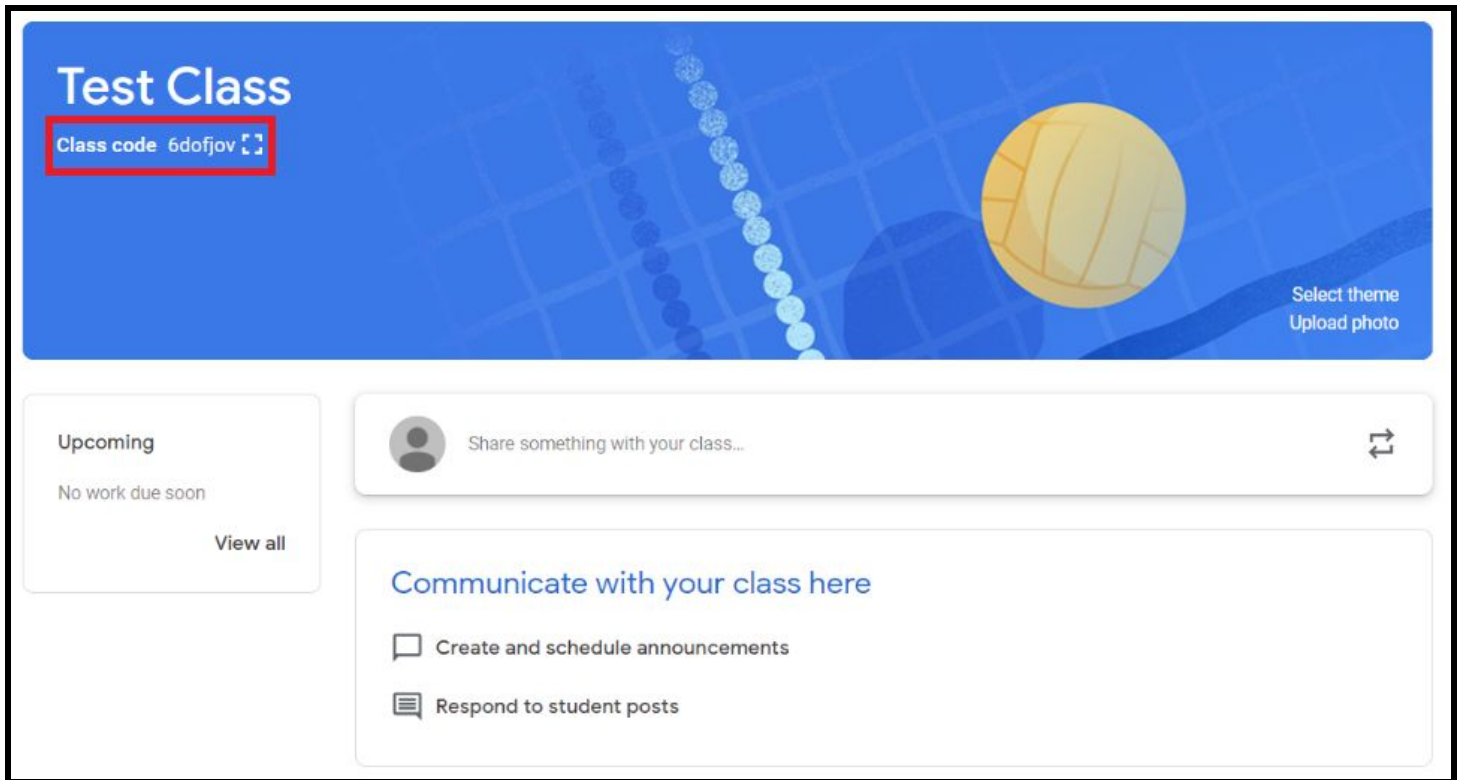 Test Class
Class code 6dofjov
Select theme
Upload photo
Upcoming
No work due soon
View all
Share something with your class...
Communicate with your class here
Create and schedule announcements
Respond to student posts